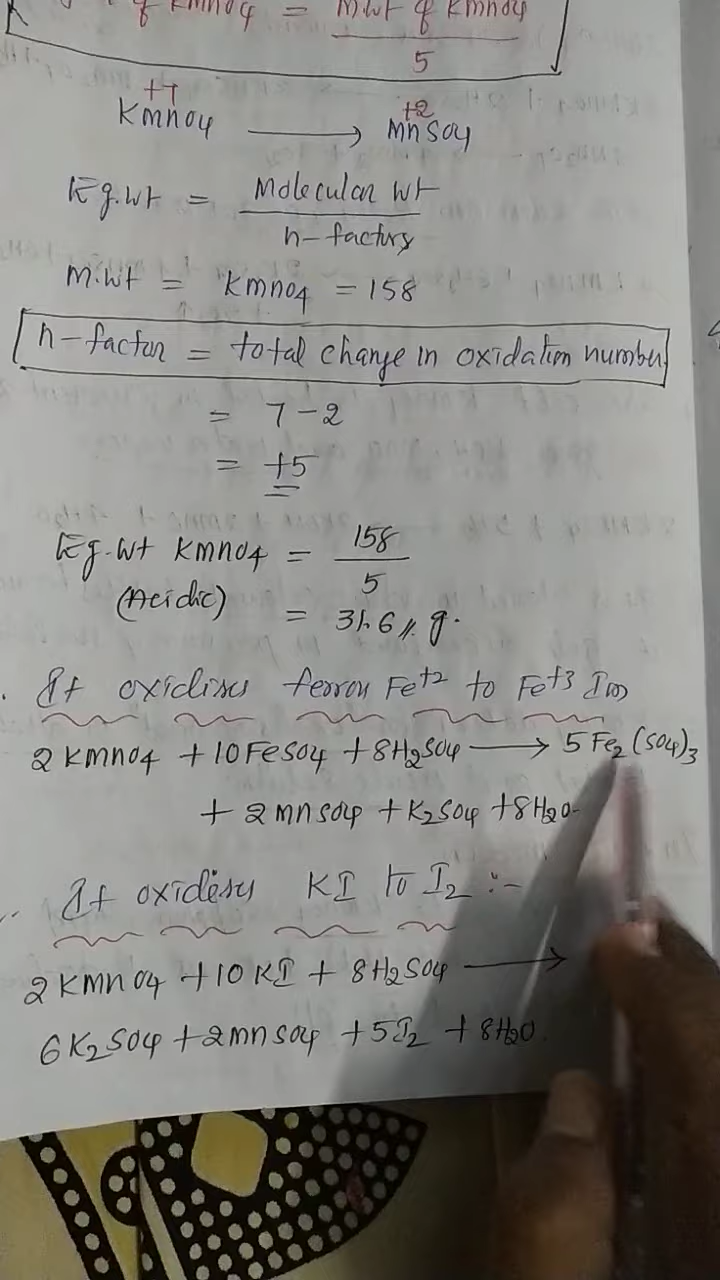 of KMnO4 = M.wt of KMnO4
5
+7 +2
KMnO4 ⟶ MnSO4
Eq.wt = Molecular wt
n-factors
M.wt = KMnO4 = 158
n-factor = total change in oxidation number
= 7-2
= +5
Eq.wt KMnO4 = 158
5
(Acidic)
= 31.6 g.
It oxidises ferrous Fe+2 to Fe+3 Ion
2KMnO4 + 10FeSO4 + 8H2SO4 ⟶ 5Fe2(SO4)3
+ 2MnSO4 + K2SO4 + 8H2O
It oxidises KI to I2 :-
2KMnO4 + 10KI + 8H2SO4 ⟶
6K2SO4 + 2MnSO4 + 5I2 + 8H2O.